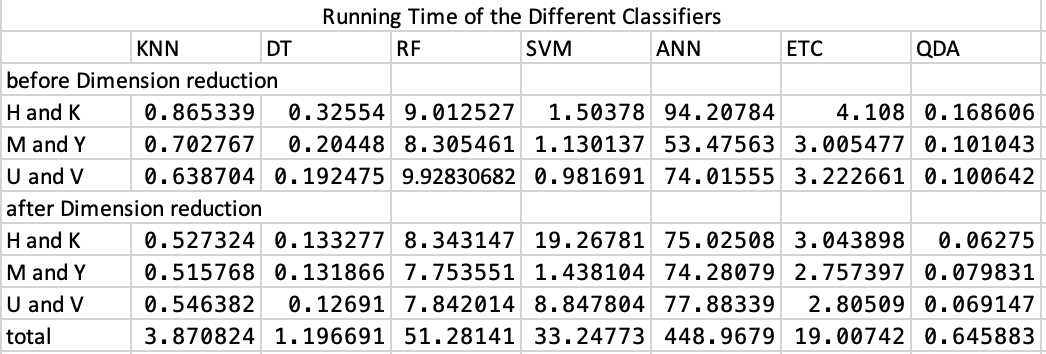 Running Time of the Different Classifiers
KNN DT RF SVM ANN ETC QDA
before Dimension reduction
H and K 0.865339 0.32554 9.012527 1.50378 94.20784 4.108 0.168606
M and Y 0.702767 0.20448 8.305461 1.130137 53.47563 3.005477 0.101043
U and V 0.638704 0.192475 9.92830682 0.981691 74.01555 3.222661 0.100642
after Dimension reduction
H and K 0.527324 0.133277 8.343147 19.26781 75.02508 3.043898 0.06275
M and Y 0.515768 0.131866 7.753551 1.438104 74.28079 2.757397 0.079831
U and V 0.546382 0.12691 7.842014 8.847804 77.88339 2.80509 0.069147
total 3.870824 1.196691 51.28141 33.24773 448.9679 19.00742 0.645883